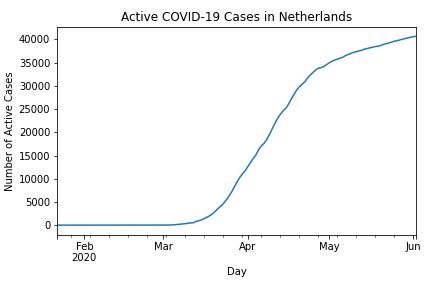 Active COVID-19 Cases in Netherlands
40000
35000
30000
25000
20000
15000
10000
5000
0
Number of Active Cases
Feb Mar Apr May Jun
2020
Day